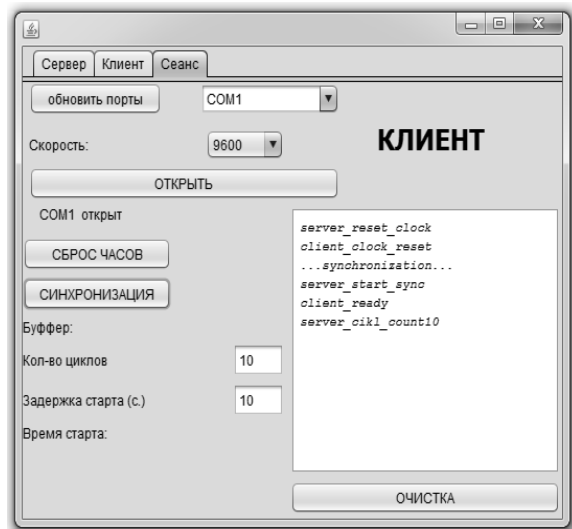 Сервер Клиент Сеанс
обновить порты COM1
Скорость: 9600 КЛИЕНТ
ОТКРЫТЬ
COM1 открыт
СБРОС ЧАСОВ
СИНХРОНИЗАЦИЯ
Буффер:
Кол-во циклов 10
Задержка старта (с.) 10
Время старта:
server_reset_clock
client_clock_reset
...synchronization...
server_start_sync
client_ready
server_cikl_count10
ОЧИСТКА